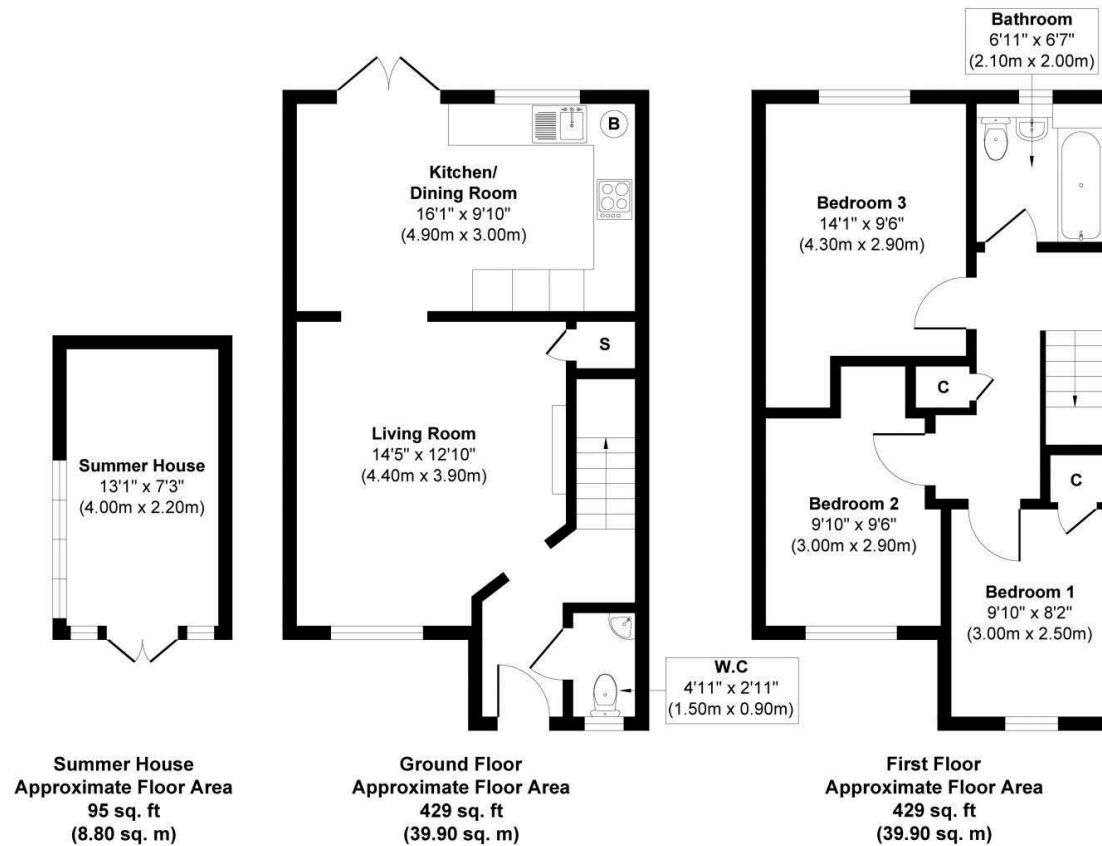 Summer House
13'1" x 7'3"
(4.00m x 2.20m)
Summer House
Approximate Floor Area
95 sq. ft
(8.80 sq. m)
Kitchen/
Dining Room
16'1" x 9'10"
(4.90m x 3.00m)
B
S
Living Room
14'5" x 12'10"
(4.40m x 3.90m)
W.C
4'11" x 2'11"
(1.50m x 0.90m)
Ground Floor
Approximate Floor Area
429 sq. ft
(39.90 sq. m)
Bathroom
6'11" x 6'7"
(2.10m x 2.00m)
Bedroom 3
14'1" x 9'6"
(4.30m x 2.90m)
C
C
Bedroom 2
9'10" x 9'6"
(3.00m x 2.90m)
Bedroom 1
9'10" x 8'2"
(3.00m x 2.50m)
First Floor
Approximate Floor Area
429 sq. ft
(39.90 sq. m)